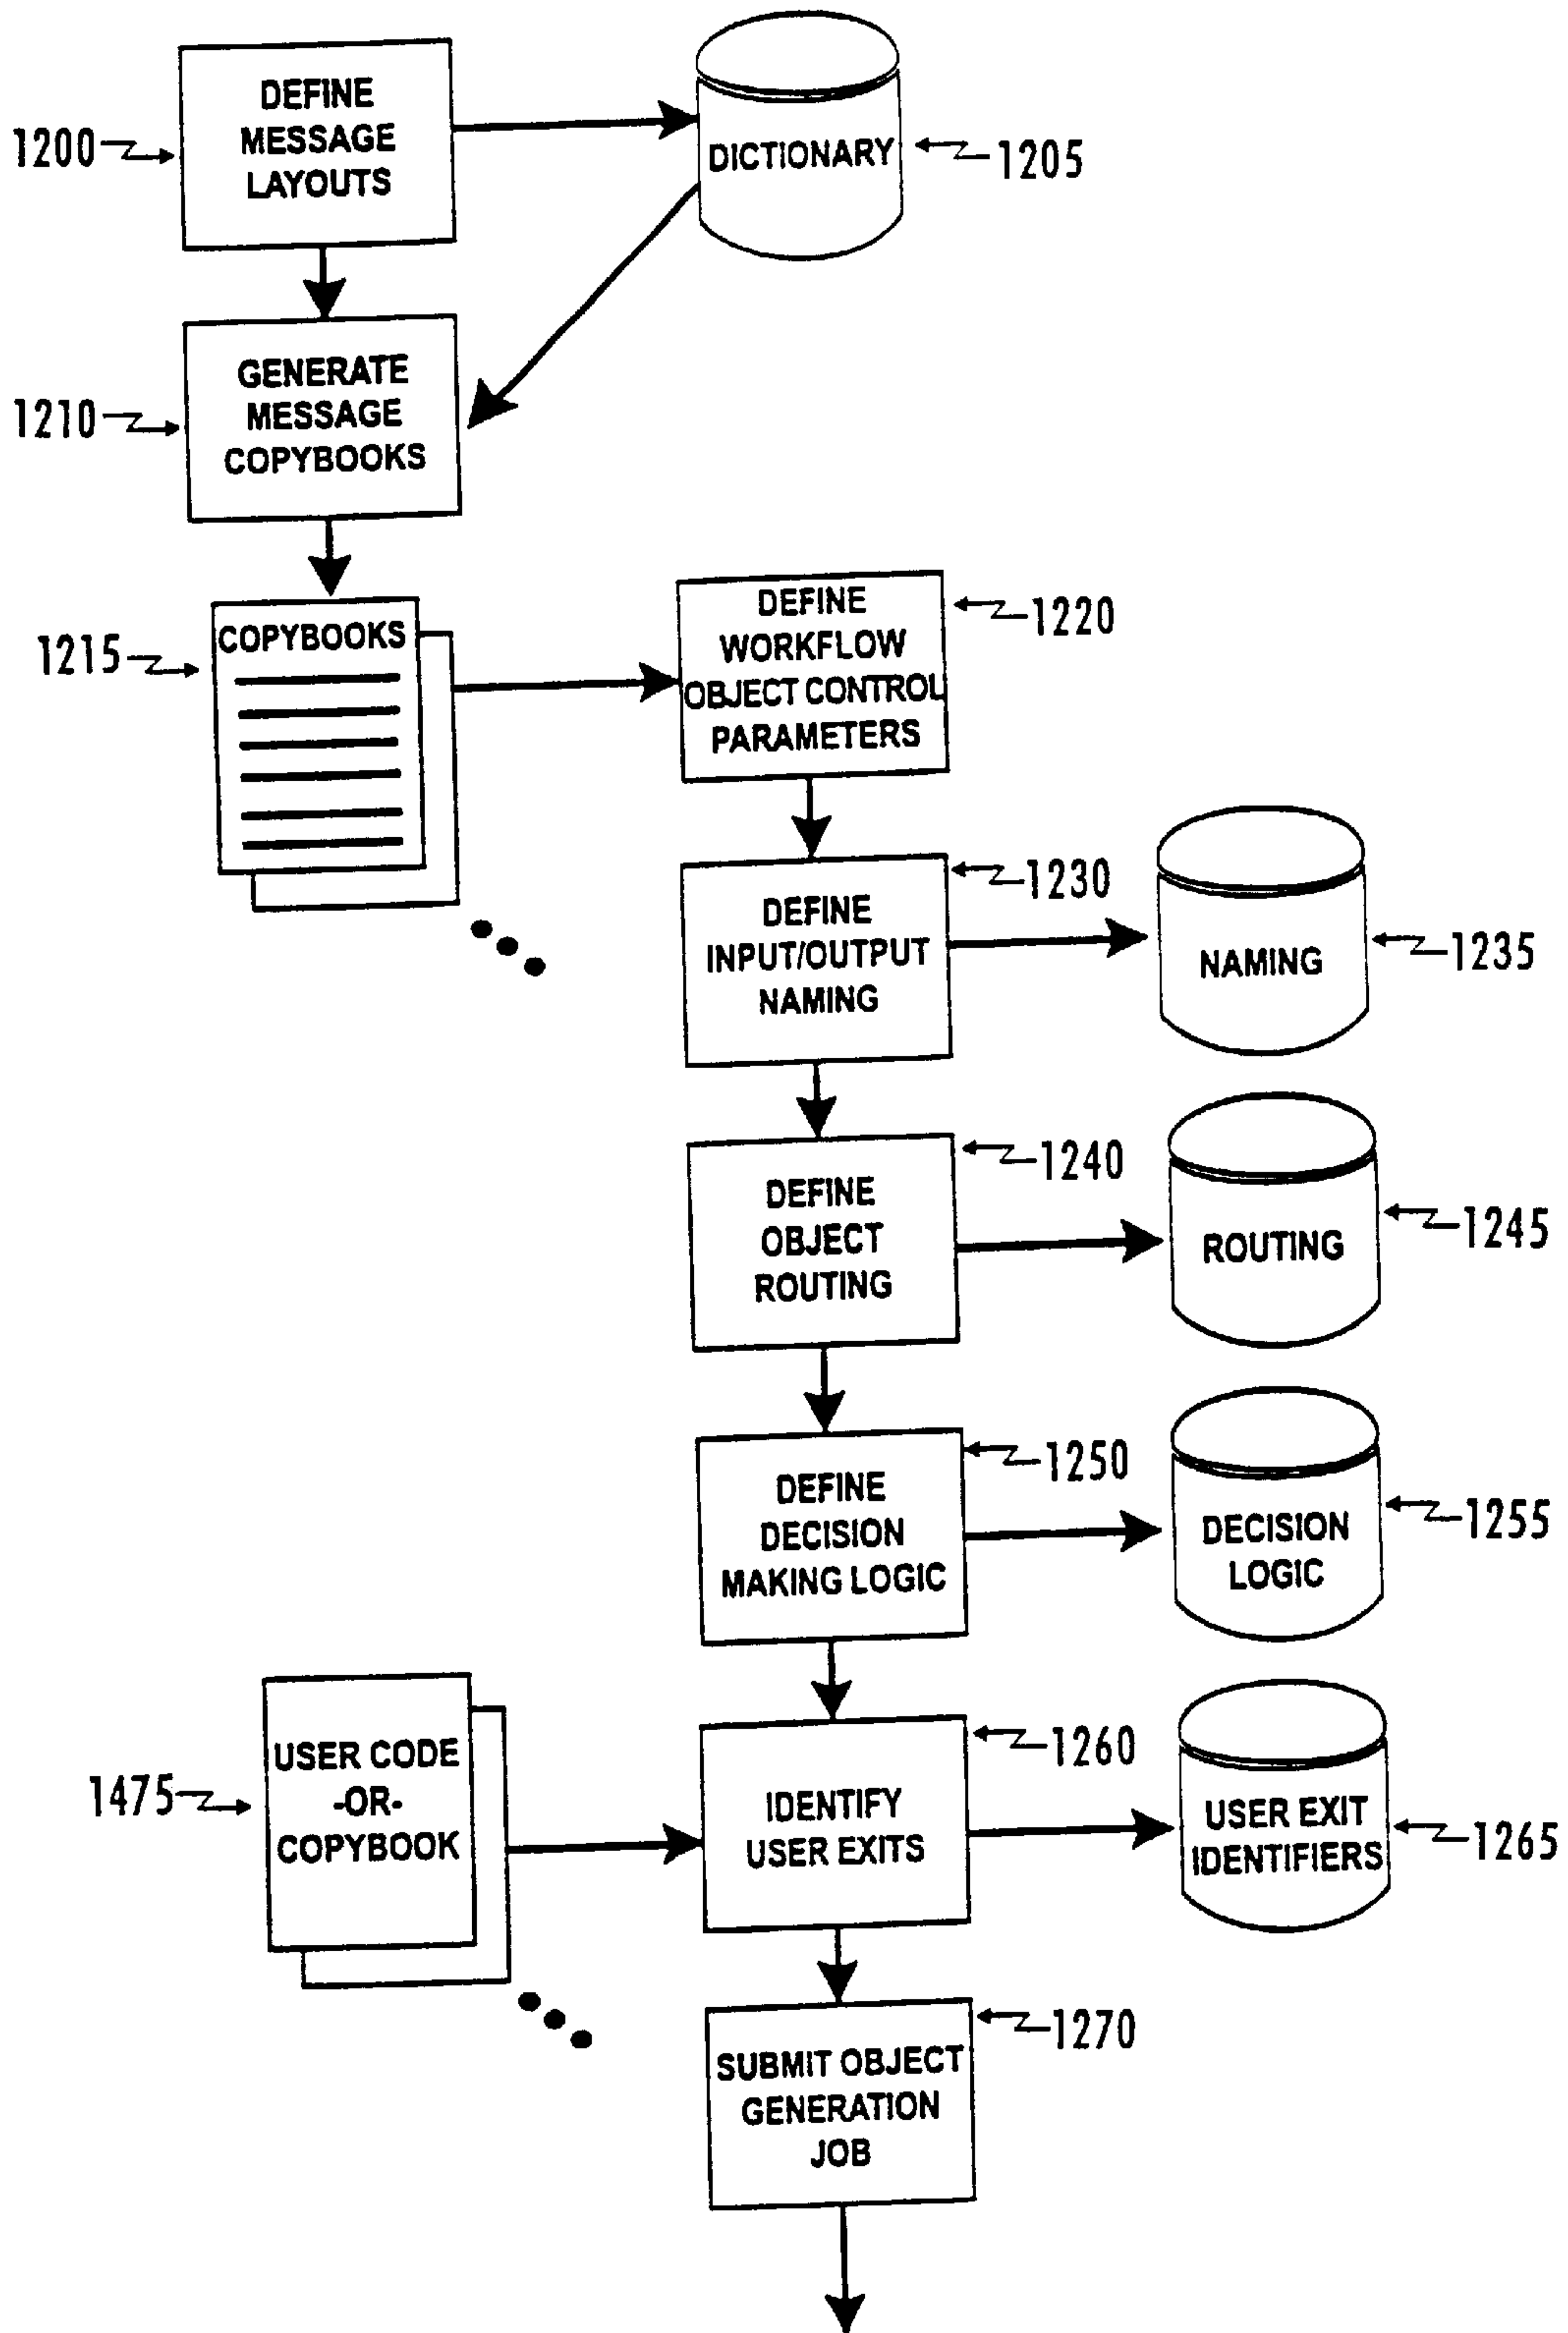 DEFINE
MESSAGE
LAYOUTS
1200
DICTIONARY
1205
GENERATE
MESSAGE
COPYBOOKS
1210
COPYBOOKS
1215
DEFINE
WORKFLOW
OBJECT CONTROL
PARAMETERS
1220
DEFINE
INPUT/OUTPUT
NAMING
1230
NAMING
1235
DEFINE
OBJECT
ROUTING
1240
ROUTING
1245
DEFINE
DECISION
MAKING LOGIC
1250
DECISION
LOGIC
1255
USER CODE
-OR-
COPYBOOK
1475
IDENTIFY
USER EXITS
1260
USER EXIT
IDENTIFIERS
1265
SUBMIT OBJECT
GENERATION
JOB
1270